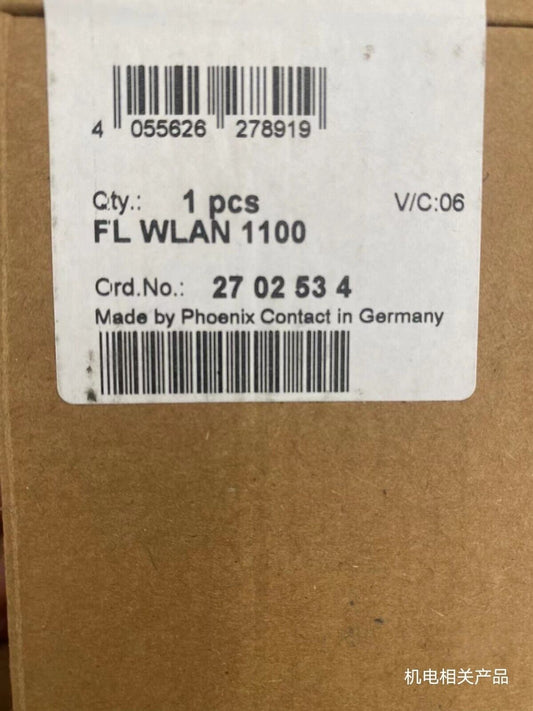 4 055626 278919
Qty.: 1 pcs V/C:06
FL WLAN 1100
Ord.No.: 27 02 53 4
Made by Phoenix Contact in Germany
机电相关产品